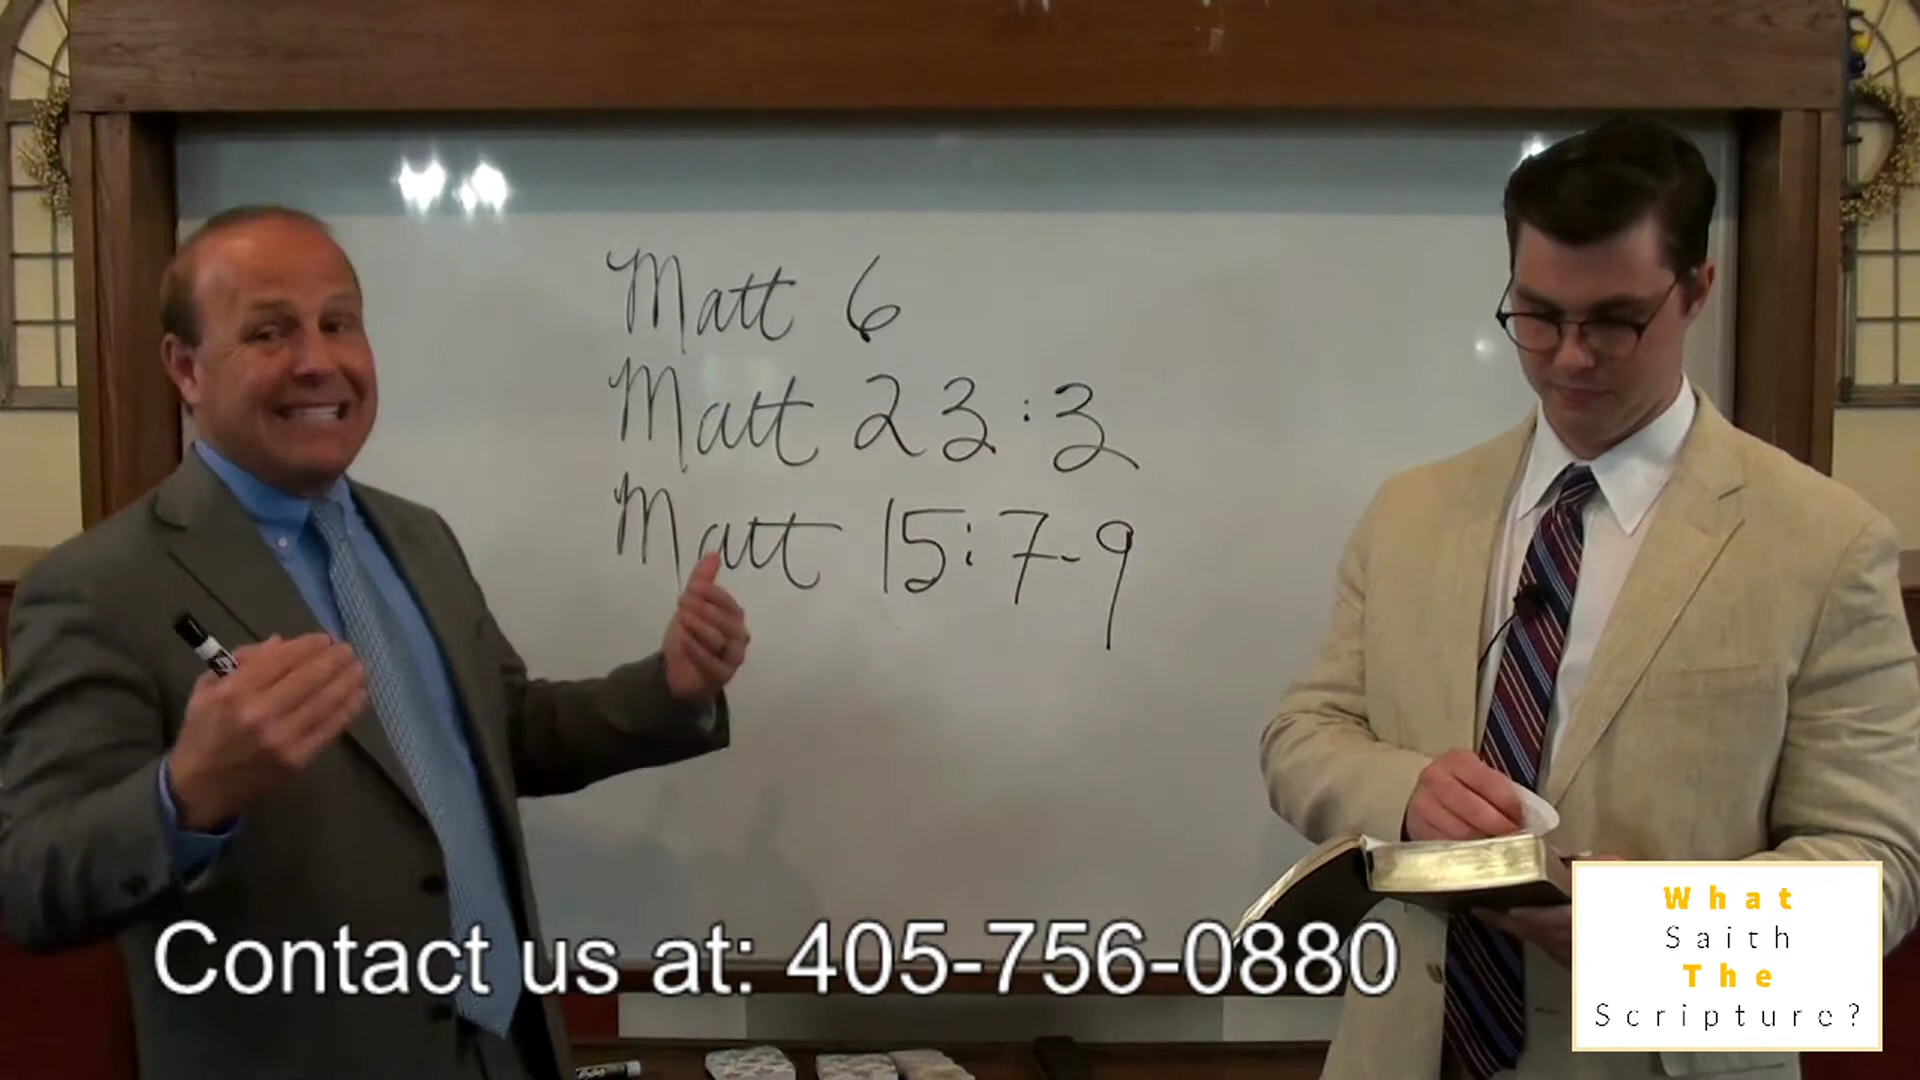 Matt 6
Matt 23:3
Matt 15:7-9
Contact us at: 405-756-0880
What
Saith
The
Scripture?